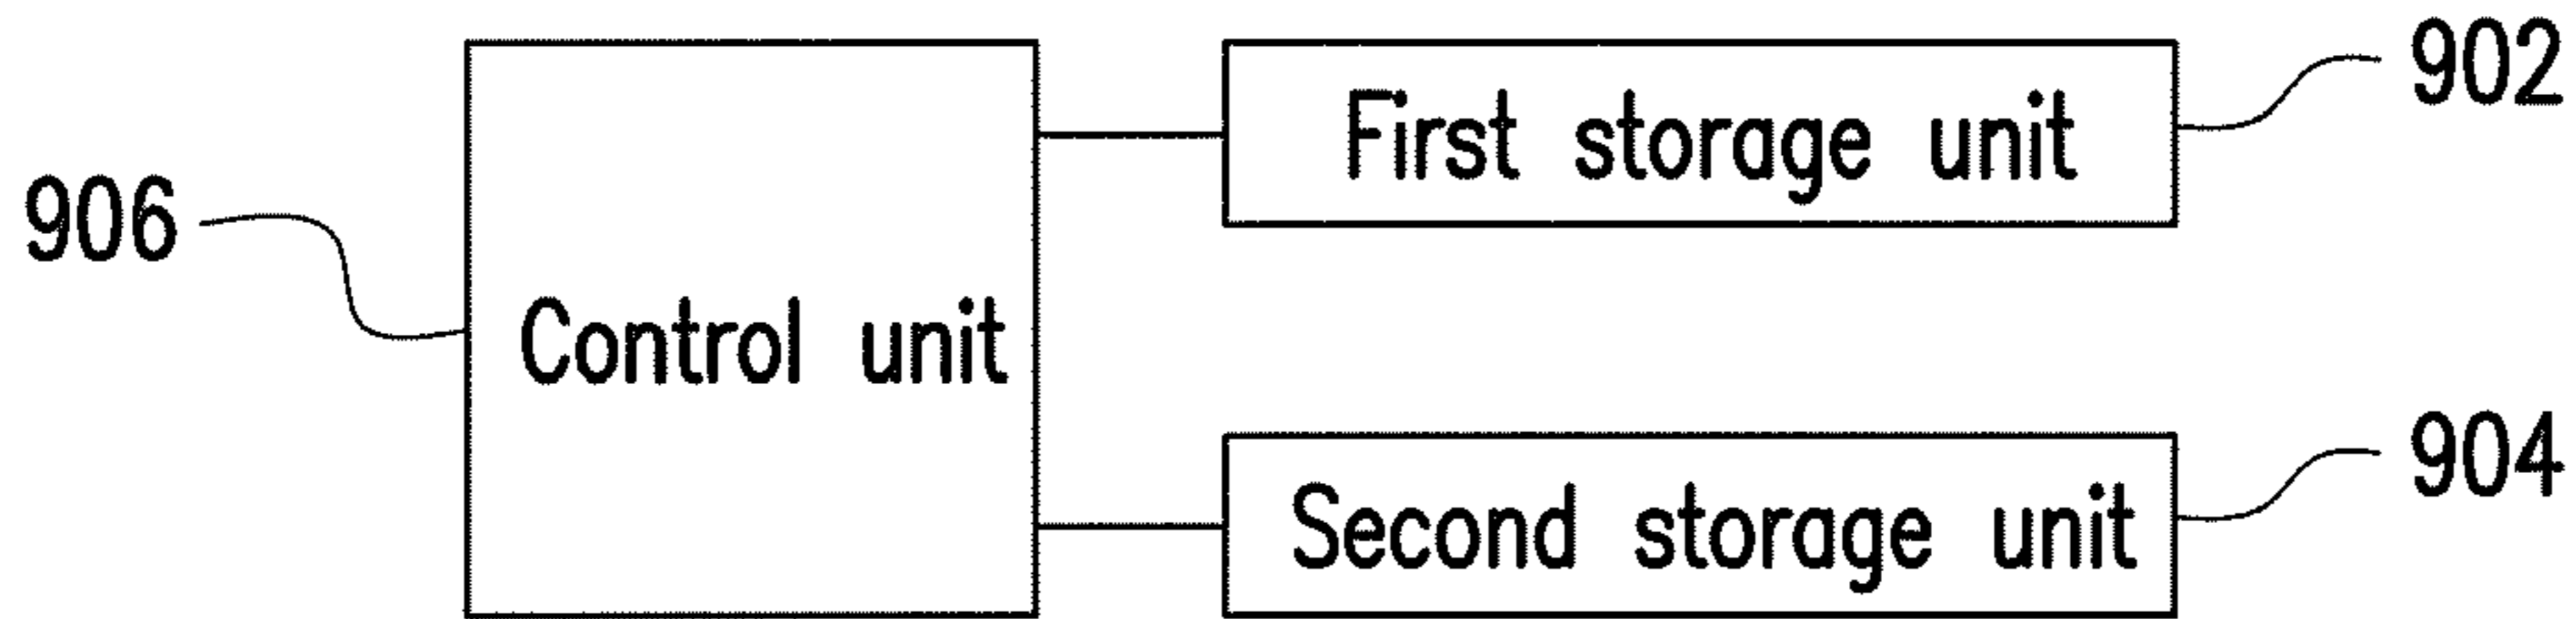 First storage unit
902
906
Control unit
Second storage unit
904